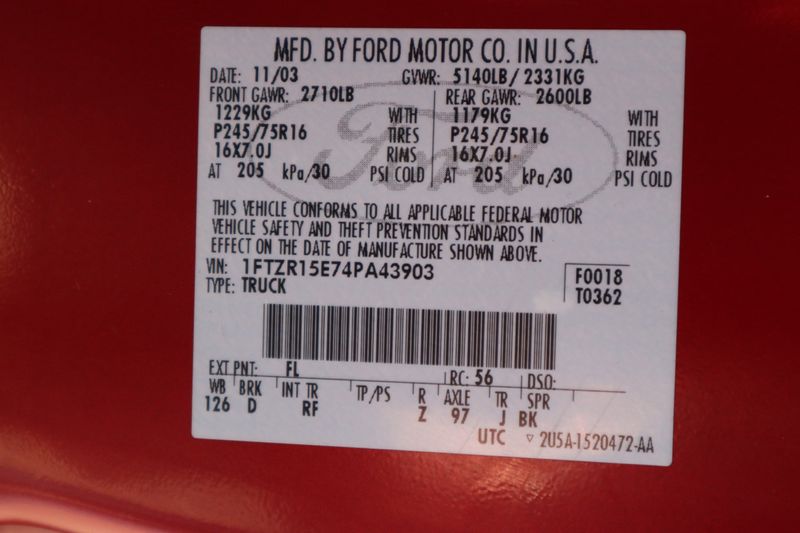 MFD. BY FORD MOTOR CO. IN U.S.A.
DATE: 11/03 GVWR: 5140LB/ 2331KG
FRONT GAWR: 2710LB REAR GAWR: 2600LB
1229KG WITH 1179KG WITH
P245/75R16 TIRES P245/75R16 TIRES
16X7.0J RIMS 16X7.0J RIMS
AT 205 kPa/30 PSI COLD AT 205 kPa/30 PSI COLD
Ford
THIS VEHICLE CONFORMS TO ALL APPLICABLE FEDERAL MOTOR
VEHICLE SAFETY AND THEFT PREVENTION STANDARDS IN
EFFECT ON THE DATE OF MANUFACTURE SHOWN ABOVE.
VIN: 1FTZR15E74PA43903 F0018
TYPE: TRUCK T0362
EXT PNT: FL RC: 56 DSO:
WB BRK INT TR TP/PS R AXLE TR SPR
126 D RF Z 97 J BK
UTC ▽ 2U5A-1520472-AA